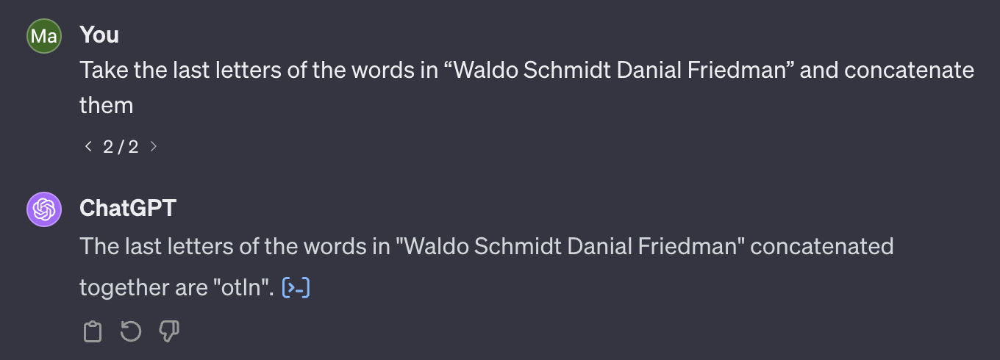 Ma
You
Take the last letters of the words in “Waldo Schmidt Danial Friedman” and concatenate
them
< 2 / 2 >
ChatGPT
The last letters of the words in "Waldo Schmidt Danial Friedman" concatenated
together are "otln". [>_]